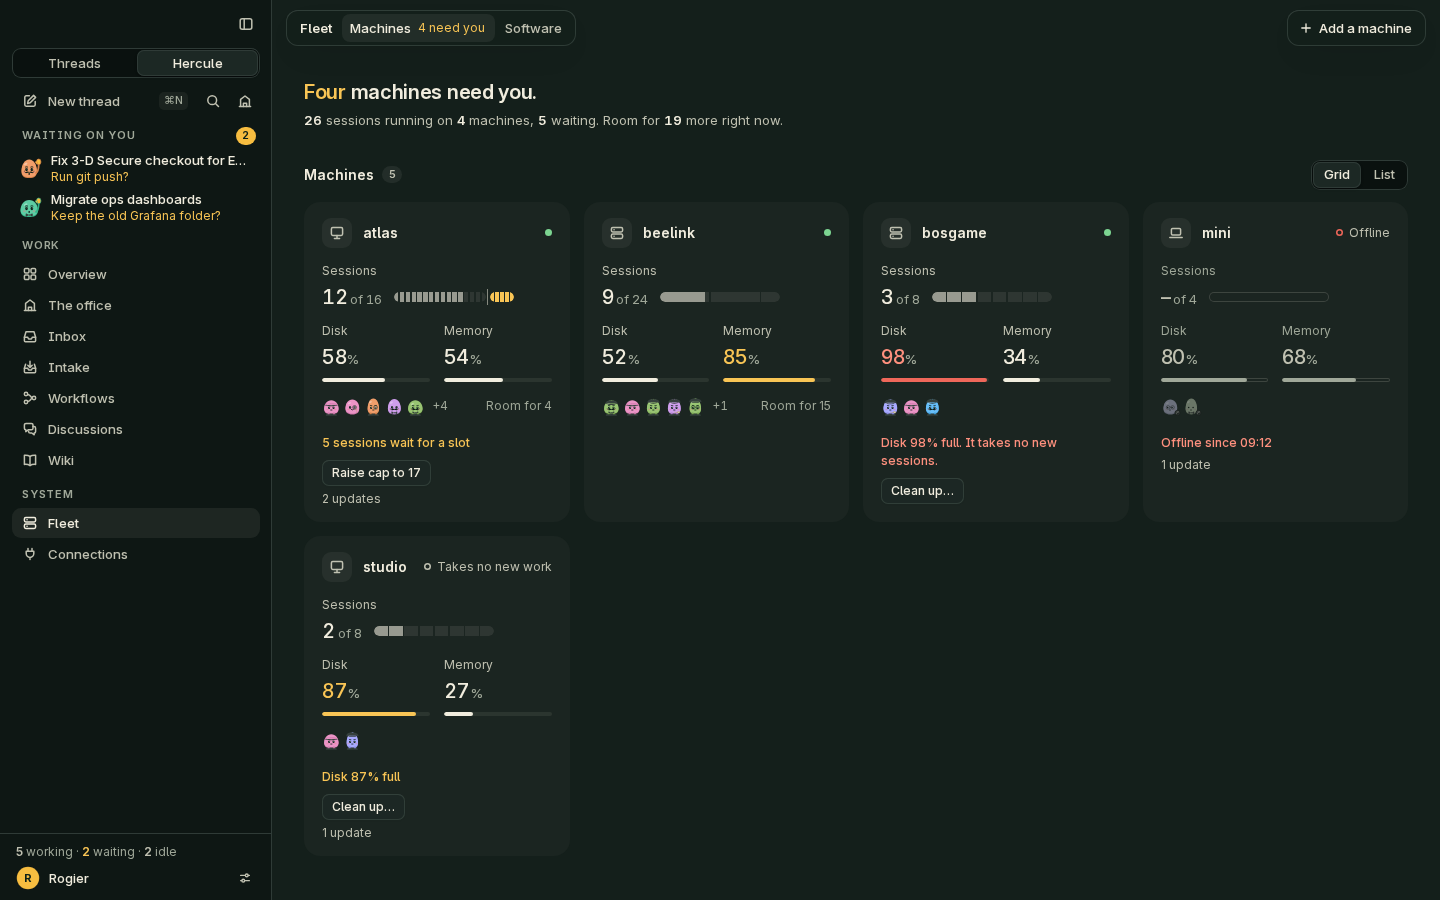 Threads
Hercule
New thread
⌘N
WAITING ON YOU
2
Fix 3-D Secure checkout for E…
Run git push?
Migrate ops dashboards
Keep the old Grafana folder?
WORK
Overview
The office
Inbox
Intake
Workflows
Discussions
Wiki
SYSTEM
Fleet
Connections
5 working · 2 waiting · 2 idle
R
Rogier
Fleet
Machines 4 need you
Software
Add a machine
Four machines need you.
26 sessions running on 4 machines, 5 waiting. Room for 19 more right now.
Machines 5
Grid
List
atlas
Sessions
12 of 16
Disk
Memory
58%
54%
+4
Room for 4
5 sessions wait for a slot
Raise cap to 17
2 updates
beelink
Sessions
9 of 24
Disk
Memory
52%
85%
+1
Room for 15
bosgame
Sessions
3 of 8
Disk
Memory
98%
34%
Disk 98% full. It takes no new
sessions.
Clean up…
mini
Offline
Sessions
– of 4
Disk
Memory
80%
68%
Offline since 09:12
1 update
studio
Takes no new work
Sessions
2 of 8
Disk
Memory
87%
27%
Disk 87% full
Clean up…
1 update